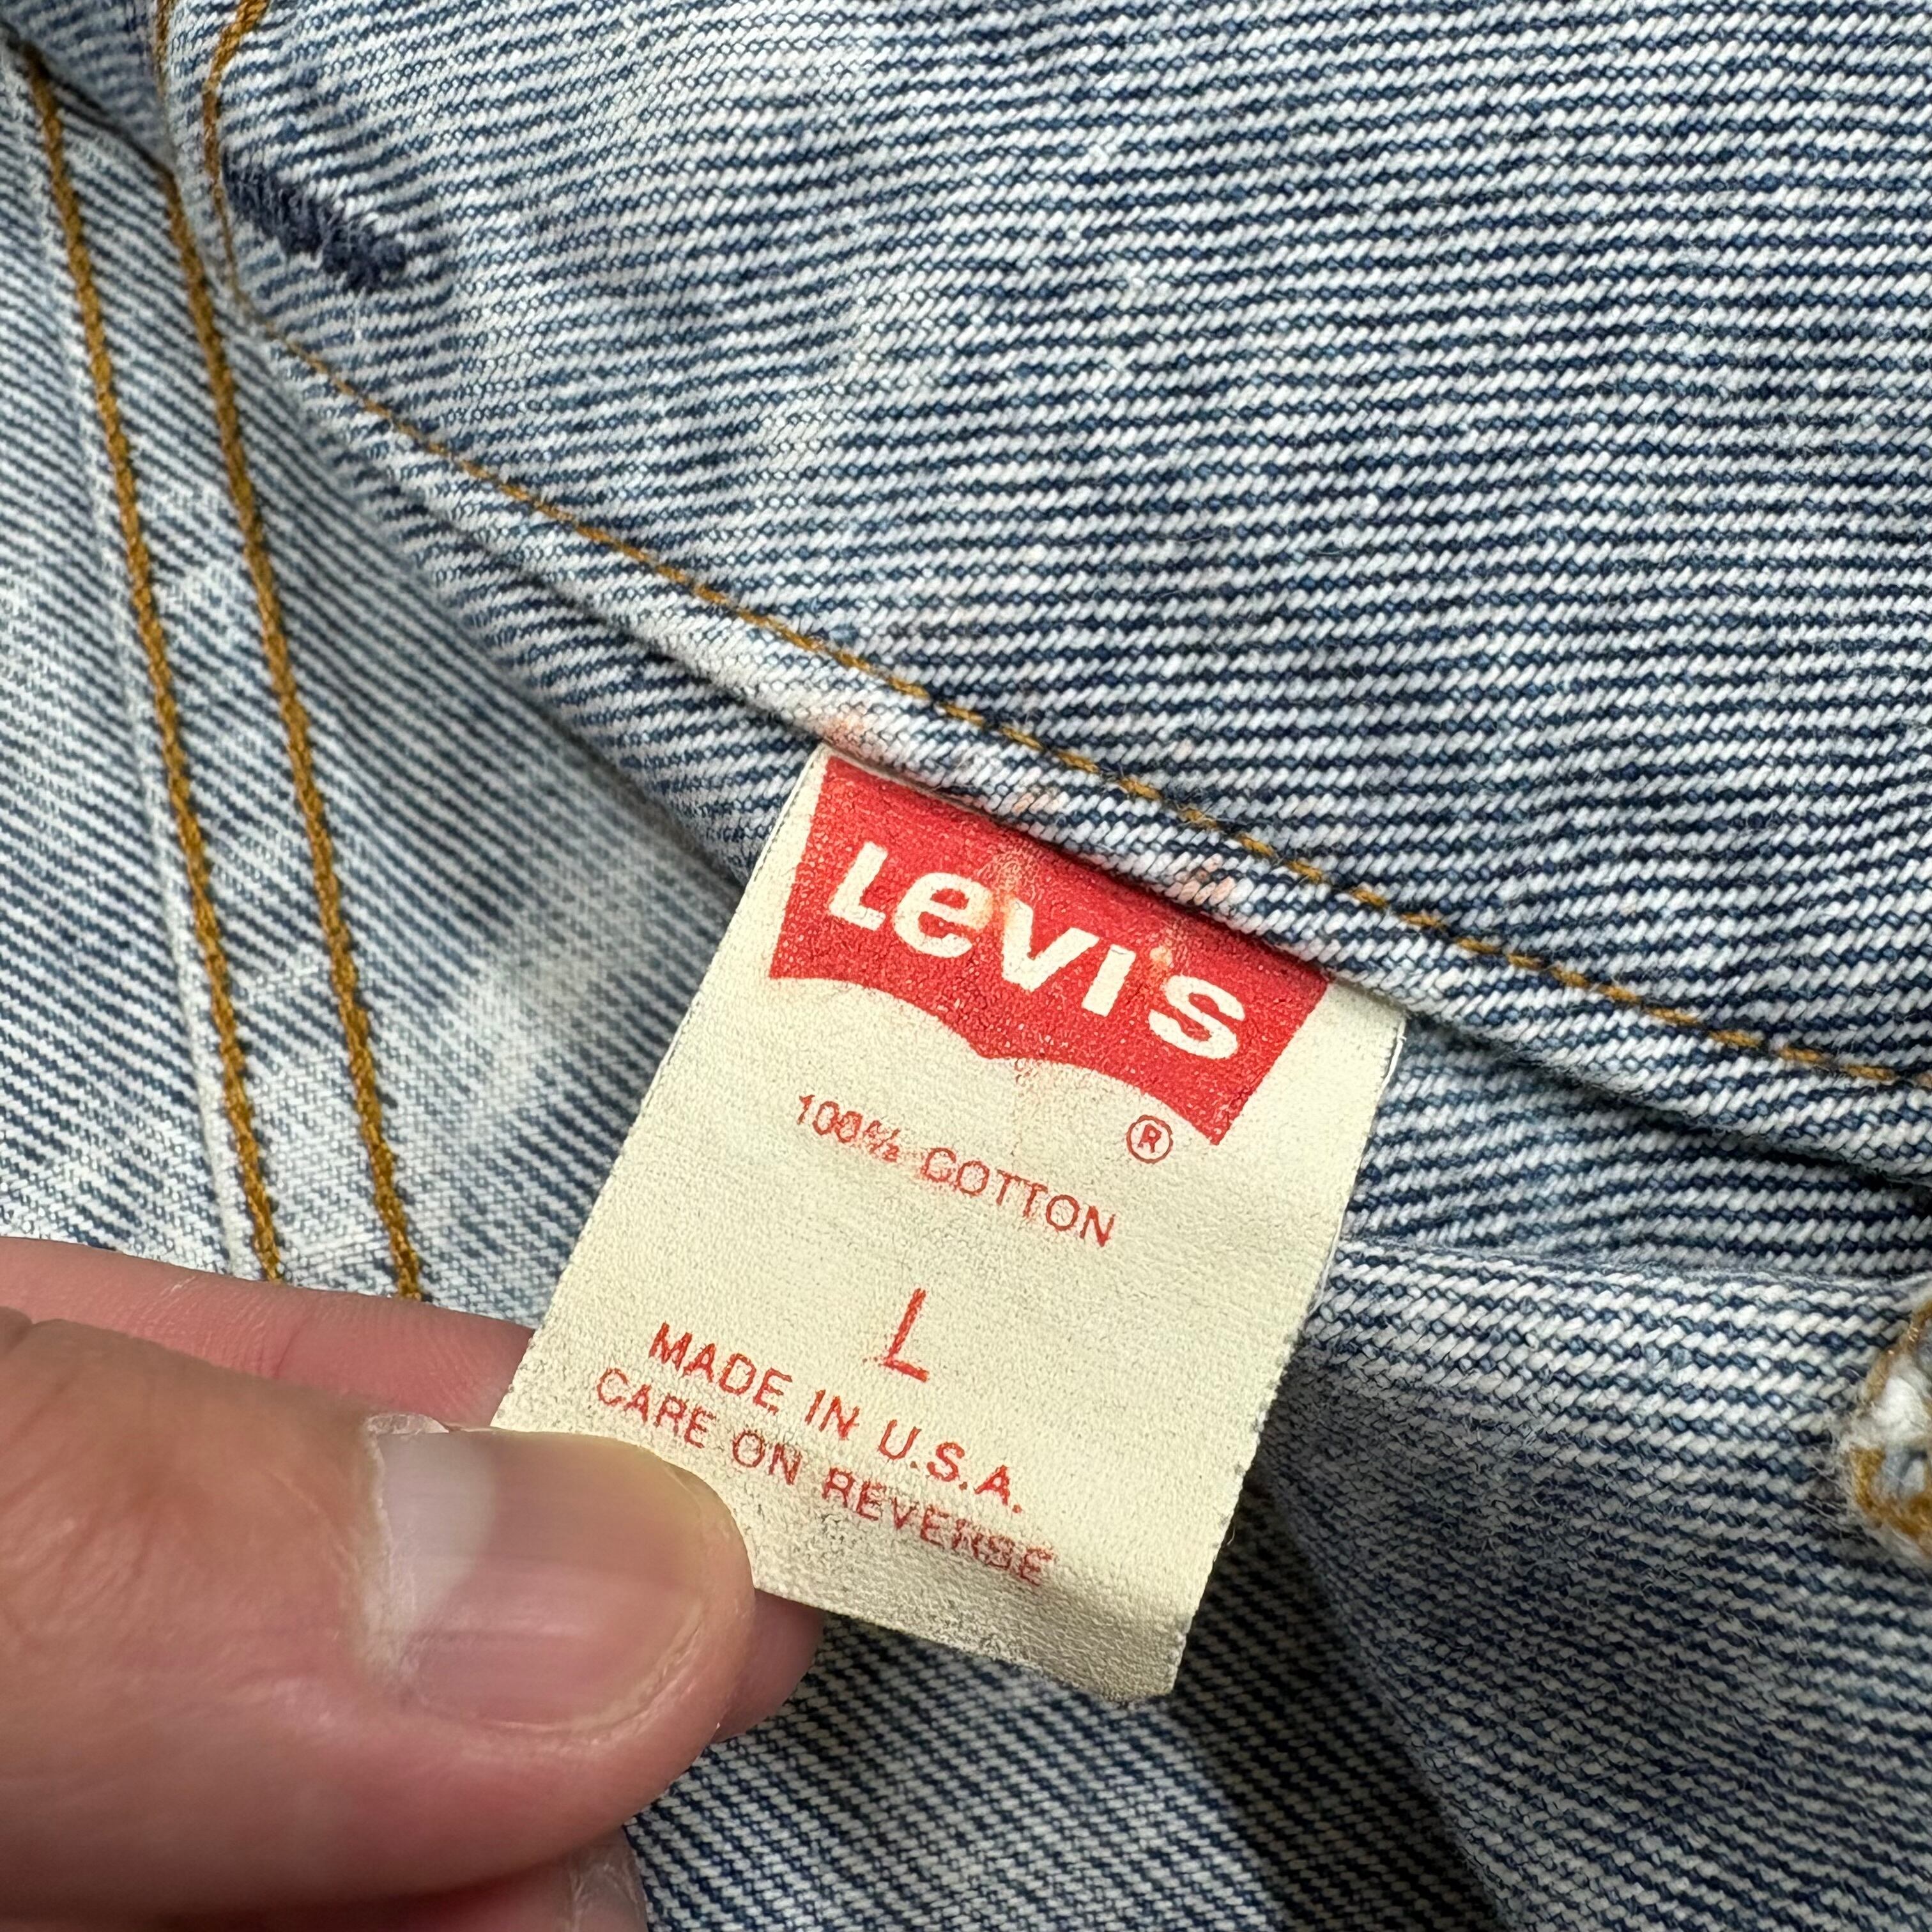 Levi's
®
100% COTTON
L
MADE IN U.S.A.
CARE ON REVERSE